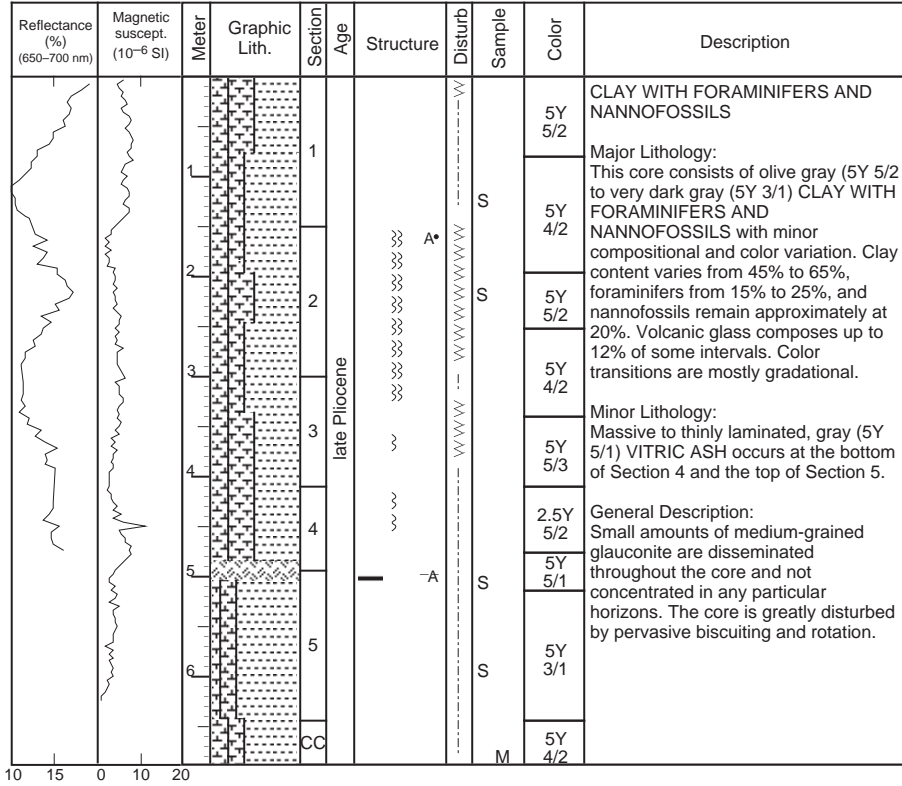 Reflectance
(%)
(650–700 nm)
Magnetic
suscept.
(10–6 SI)
Meter
Graphic
Lith.
Section
Age
Structure
Disturb
Sample
Color
Description
1
2
3
4
5
6
1
2
3
4
5
CC
late Pliocene
A
A
S
S
S
S
M
5Y
5/2
5Y
4/2
5Y
5/2
5Y
4/2
5Y
5/3
2.5Y
5/2
5Y
5/1
5Y
3/1
5Y
4/2
CLAY WITH FORAMINIFERS AND
NANNOFOSSILS
Major Lithology:
This core consists of olive gray (5Y 5/2
to very dark gray (5Y 3/1) CLAY WITH
FORAMINIFERS AND
NANNOFOSSILS with minor
compositional and color variation. Clay
content varies from 45% to 65%,
foraminifers from 15% to 25%, and
nannofossils remain approximately at
20%. Volcanic glass composes up to
12% of some intervals. Color
transitions are mostly gradational.
Minor Lithology:
Massive to thinly laminated, gray (5Y
5/1) VITRIC ASH occurs at the bottom
of Section 4 and the top of Section 5.
General Description:
Small amounts of medium-grained
glauconite are disseminated
throughout the core and not
concentrated in any particular
horizons. The core is greatly disturbed
by pervasive biscuiting and rotation.
10 15 0 10 20